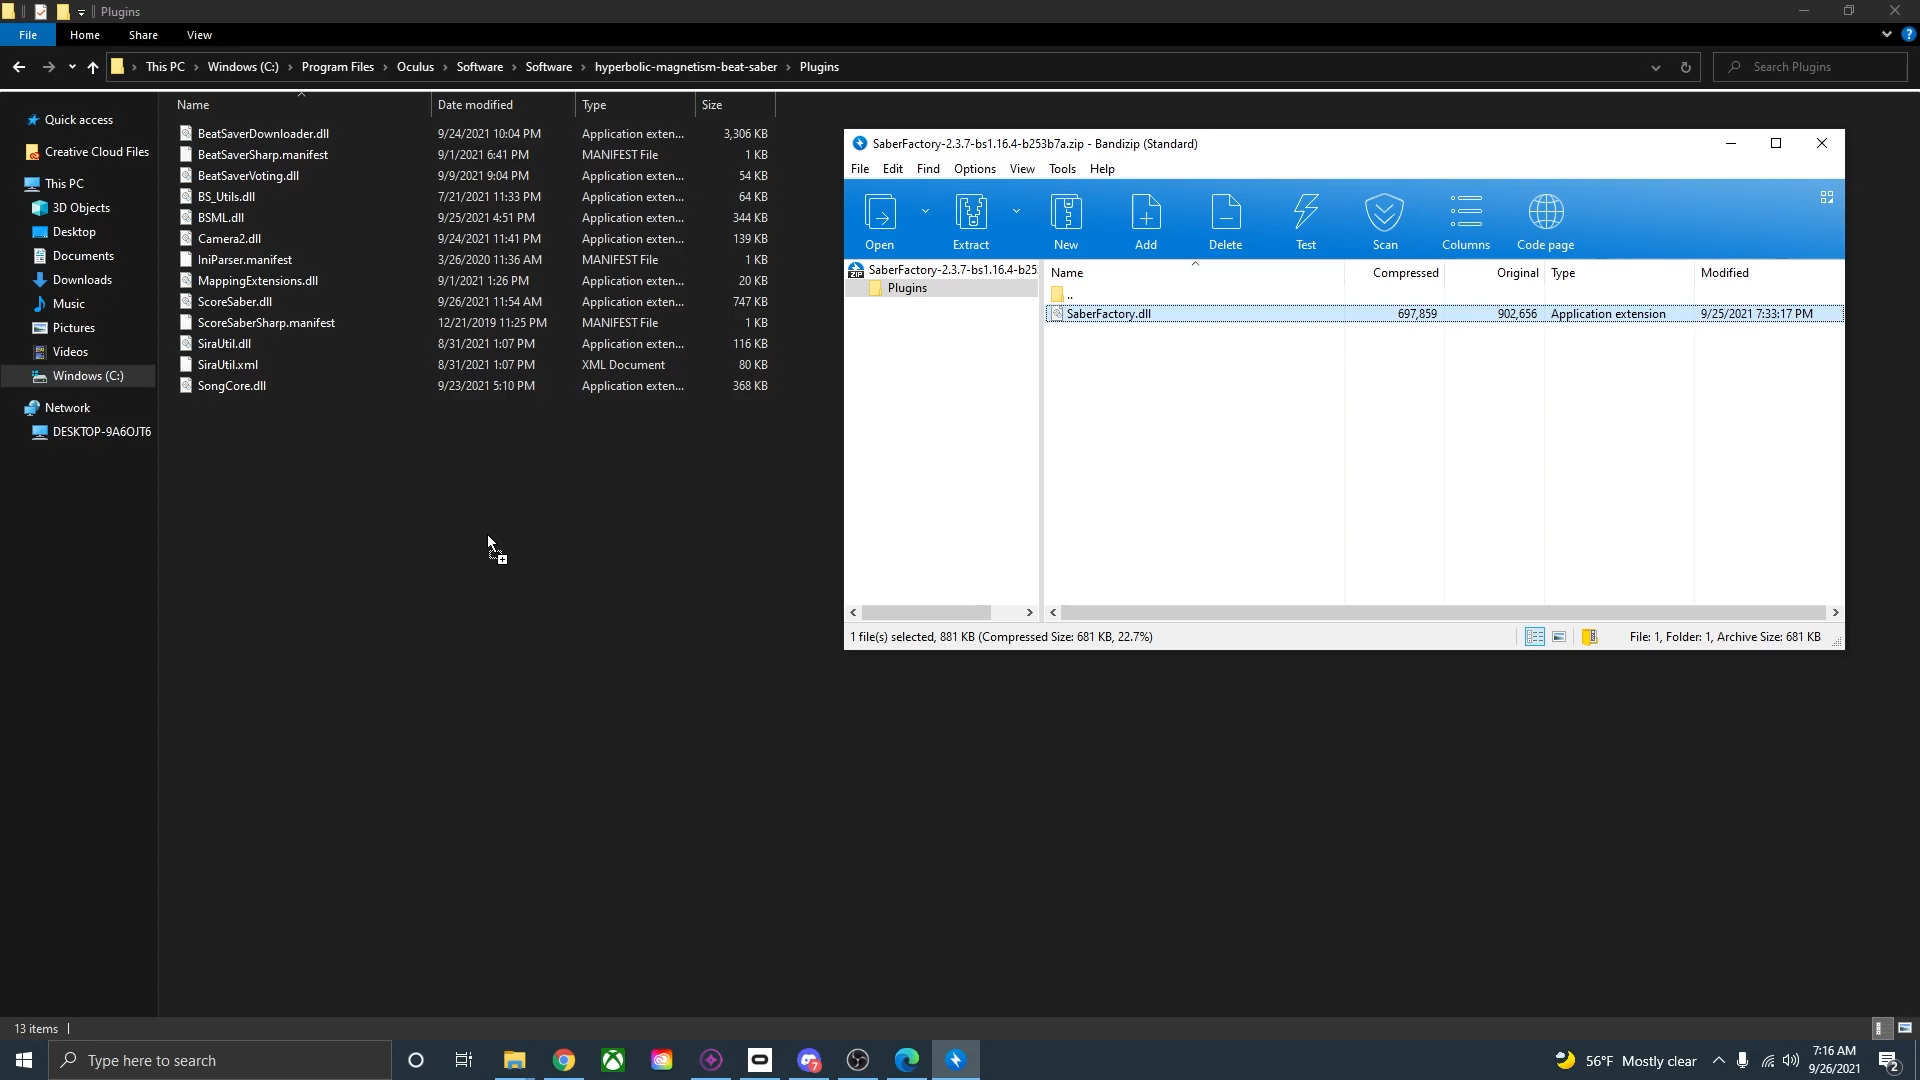 Plugins
File Home Share View
This PC Windows (C:) Program Files Oculus Software Software hyperbolic-magnetism-beat-saber Plugins
Search Plugins
Name Date modified Type Size
Quick access
Creative Cloud Files
This PC
3D Objects
Desktop
Documents
Downloads
Music
Pictures
Videos
Windows (C:)
Network
DESKTOP-9A6OJT6
BeatSaverDownloader.dll 9/24/2021 10:04 PM Application exten... 3,306 KB
BeatSaverSharp.manifest 9/1/2021 6:41 PM MANIFEST File 1 KB
BeatSaverVoting.dll 9/9/2021 9:04 PM Application exten... 54 KB
BS_Utils.dll 7/21/2021 11:33 PM Application exten... 64 KB
BSML.dll 9/25/2021 4:51 PM Application exten... 344 KB
Camera2.dll 9/24/2021 11:41 PM Application exten... 139 KB
IniParser.manifest 3/26/2020 11:36 AM MANIFEST File 1 KB
MappingExtensions.dll 9/1/2021 1:26 PM Application exten... 20 KB
ScoreSaber.dll 9/26/2021 11:54 AM Application exten... 747 KB
ScoreSaberSharp.manifest 12/21/2019 11:25 PM MANIFEST File 1 KB
SiraUtil.dll 8/31/2021 1:07 PM Application exten... 116 KB
SiraUtil.xml 8/31/2021 1:07 PM XML Document 80 KB
SongCore.dll 9/23/2021 5:10 PM Application exten... 368 KB
SaberFactory-2.3.7-bs1.16.4-b253b7a.zip - Bandizip (Standard)
File Edit Find Options View Tools Help
Open Extract New Add Delete Test Scan Columns Code page
ZIP SaberFactory-2.3.7-bs1.16.4-b25
Plugins
Name Compressed Original Type Modified
..
SaberFactory.dll 697,859 902,656 Application extension 9/25/2021 7:33:17 PM
1 file(s) selected, 881 KB (Compressed Size: 681 KB, 22.7%)
File: 1, Folder: 1, Archive Size: 681 KB
13 items
Type here to search
7
56°F Mostly clear
7:16 AM
9/26/2021
2